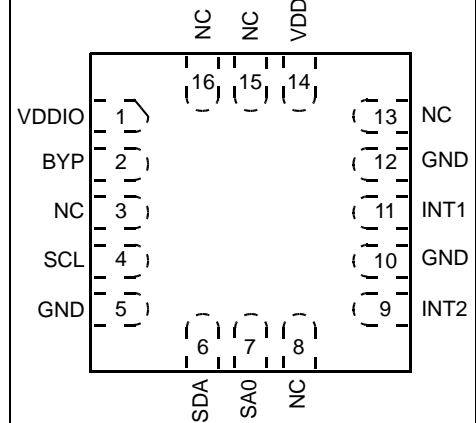 NC
NC
VDD
16
15
14
VDDIO 1
13 NC
BYP 2
12 GND
NC 3
11 INT1
SCL 4
10 GND
GND 5
9 INT2
6
7
8
SDA
SA0
NC